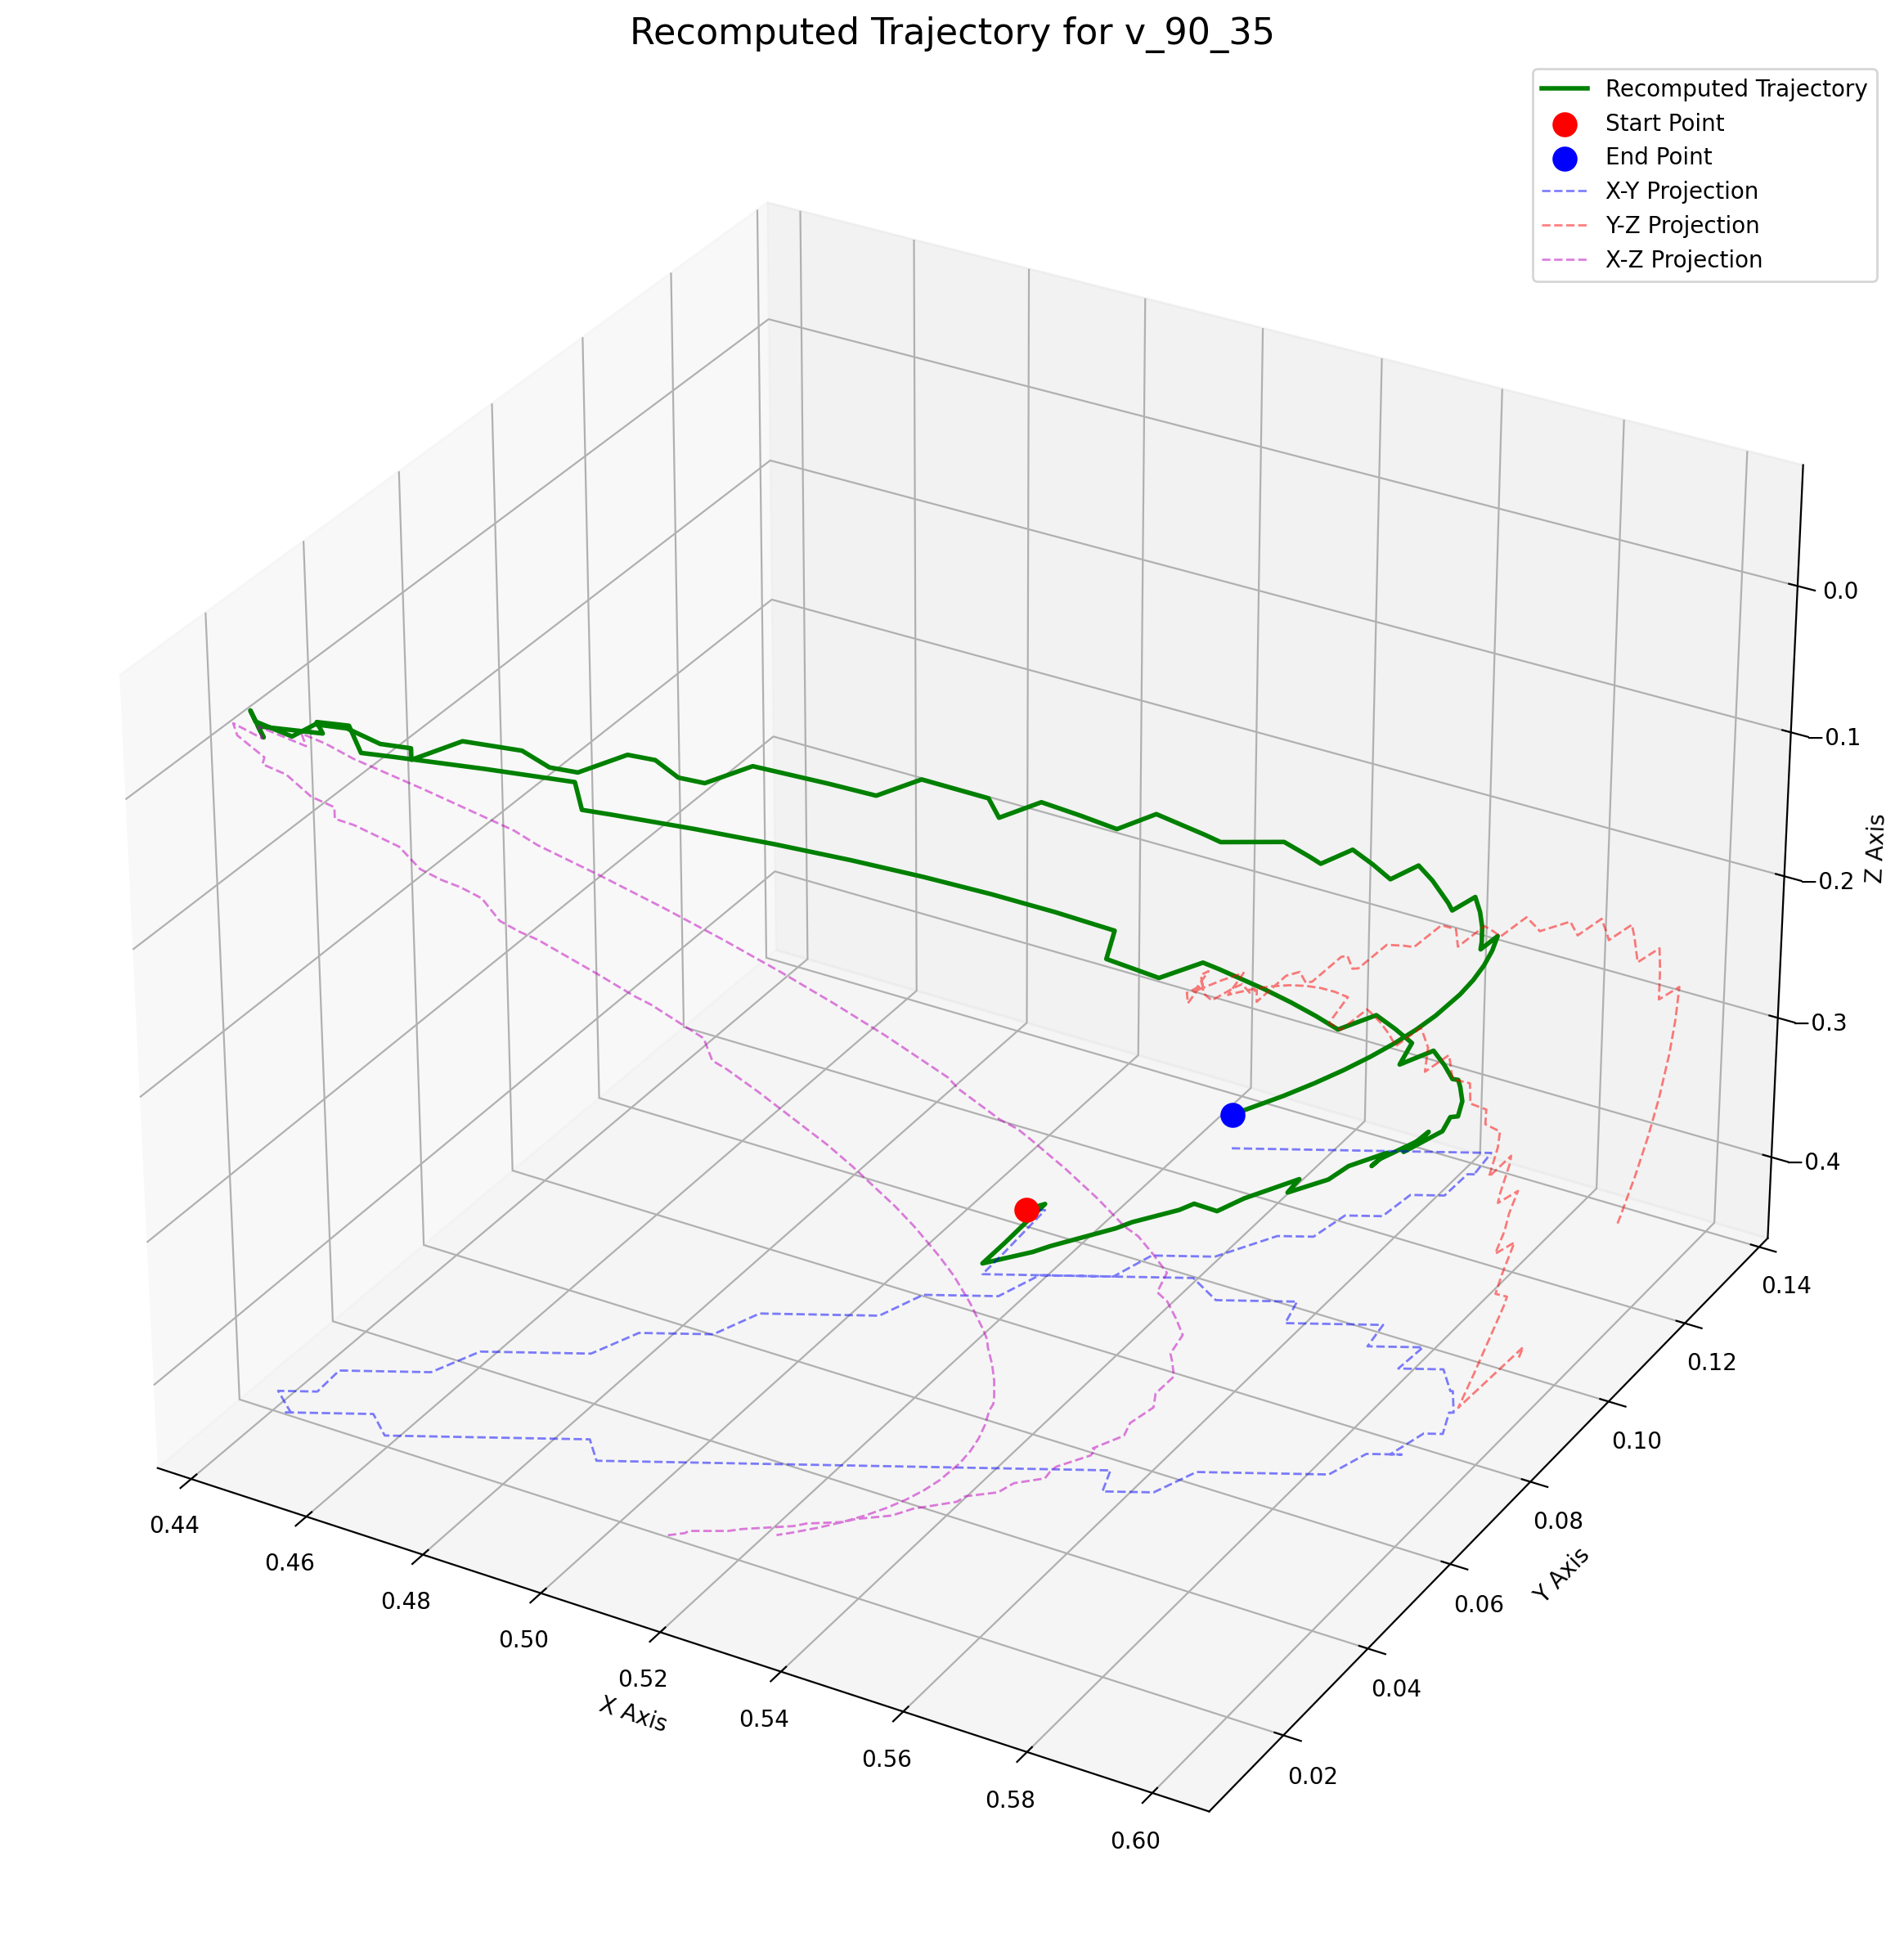 Recomputed Trajectory for v_90_35
Recomputed Trajectory
Start Point
End Point
X-Y Projection
Y-Z Projection
X-Z Projection
0.0
−0.1
−0.2
−0.3
−0.4
Z Axis
0.14
0.12
0.10
0.08
0.06
0.04
0.02
Y Axis
0.44
0.46
0.48
0.50
0.52
0.54
0.56
0.58
0.60
X Axis